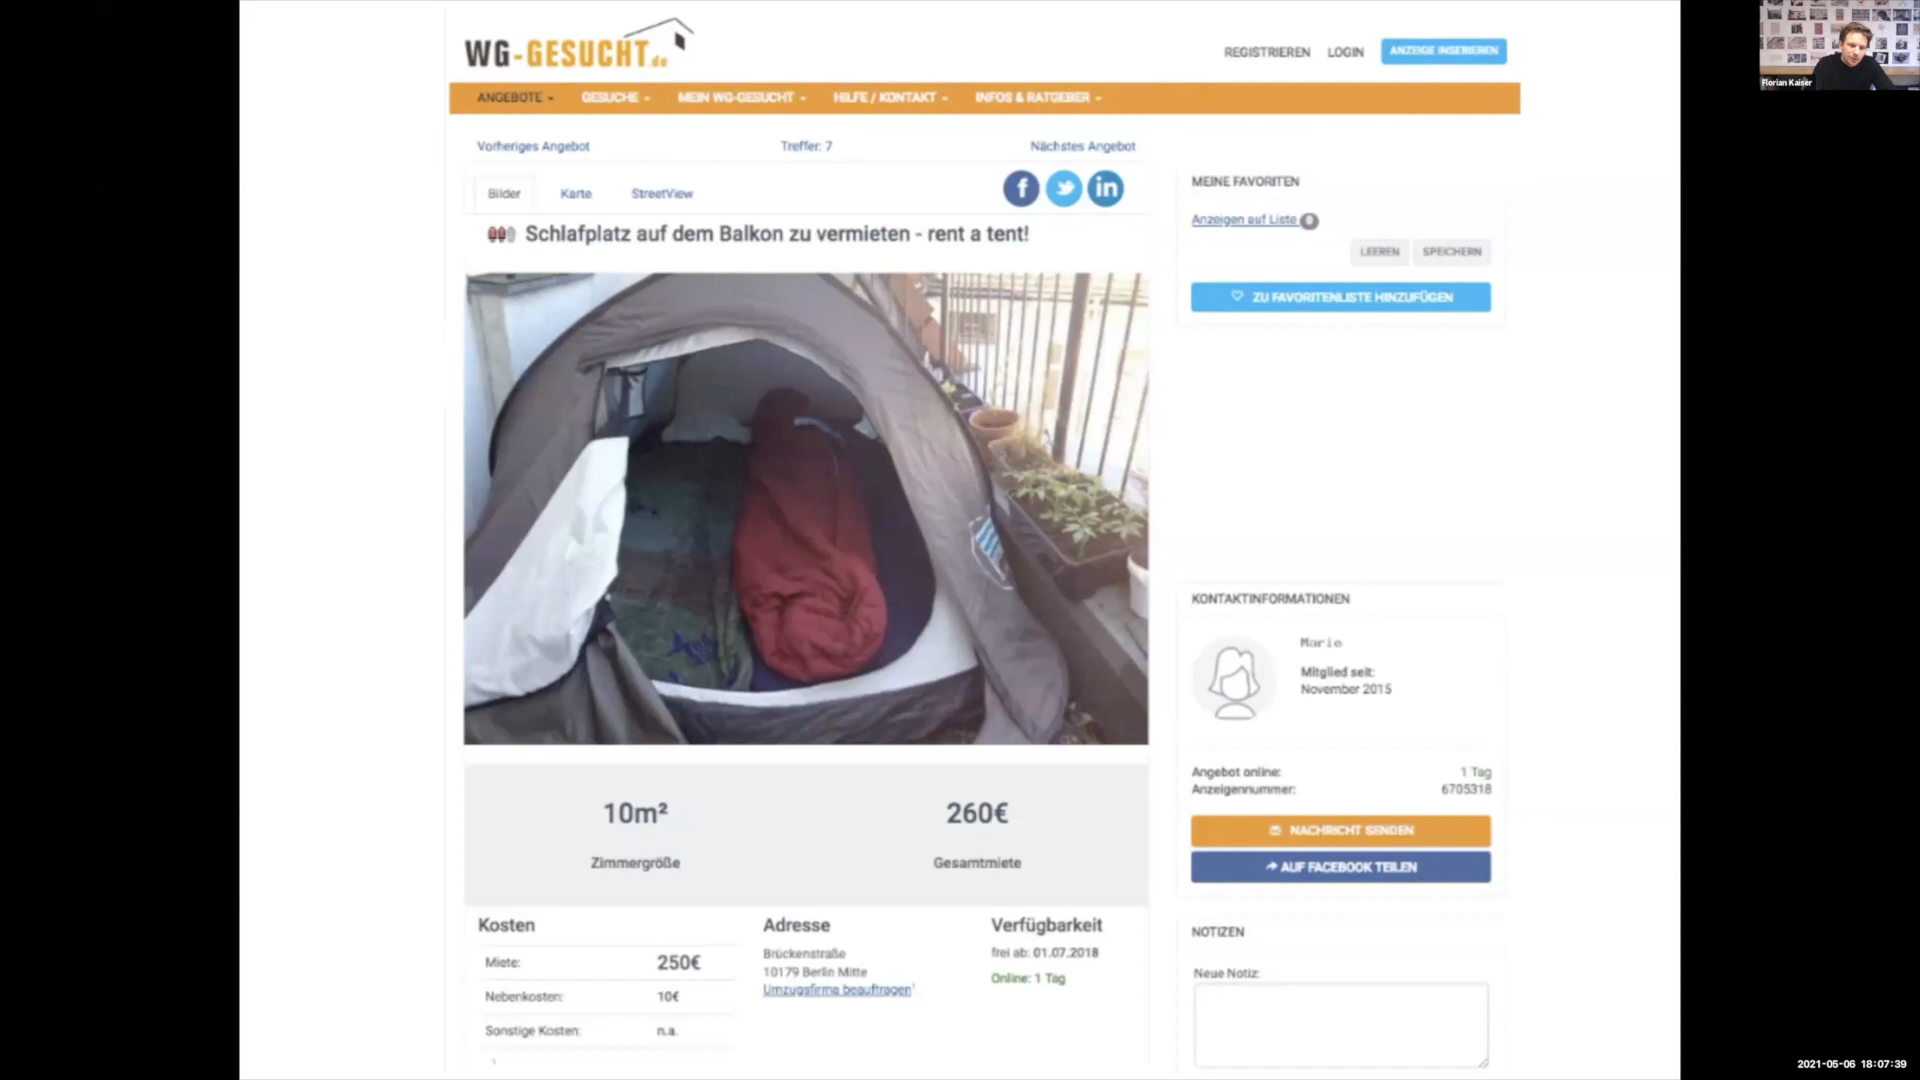 WG-GESUCHT.de
REGISTRIEREN LOGIN ANZEIGE INSERIEREN
ANGEBOTE GESUCHE MEIN WG-GESUCHT HILFE / KONTAKT INFOS & RATGEBER
Vorheriges Angebot Treffer: 7 Nächstes Angebot
Bilder Karte StreetView
Schlafplatz auf dem Balkon zu vermieten - rent a tent!
10m² 260€
Zimmergröße Gesamtmiete
Kosten
Miete: 250€
Nebenkosten: 10€
Sonstige Kosten: n.a.
Adresse
Brückenstraße
10179 Berlin Mitte
Umzugsfirma beauftragen¹
Verfügbarkeit
frei ab: 01.07.2018
Online: 1 Tag
MEINE FAVORITEN
Anzeigen auf Liste 0
LEEREN SPEICHERN
ZU FAVORITENLISTE HINZUFÜGEN
KONTAKTINFORMATIONEN
Mitglied seit:
November 2015
Angebot online: 1 Tag
Anzeigennummer: 6705318
NACHRICHT SENDEN
AUF FACEBOOK TEILEN
NOTIZEN
Neue Notiz:
Florian Kaiser
2021-05-06 18:07:39